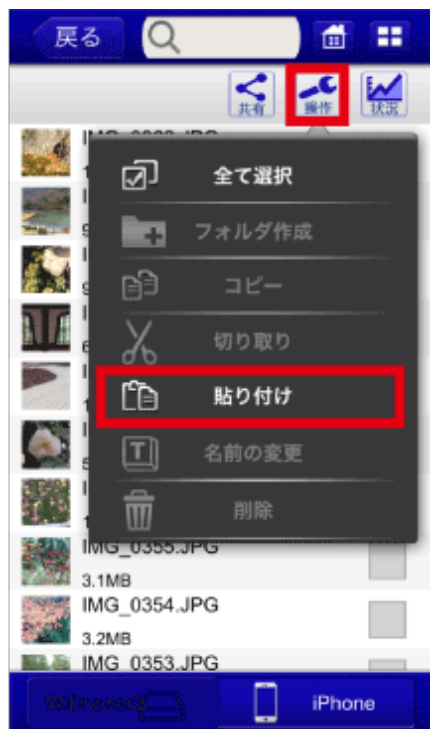 戻る
共有
操作
状況
全て選択
フォルダ作成
コピー
切り取り
貼り付け
名前の変更
削除
IMG_0355.JPG
3.1MB
IMG_0354.JPG
3.2MB
IMG_0353.JPG
iPhone